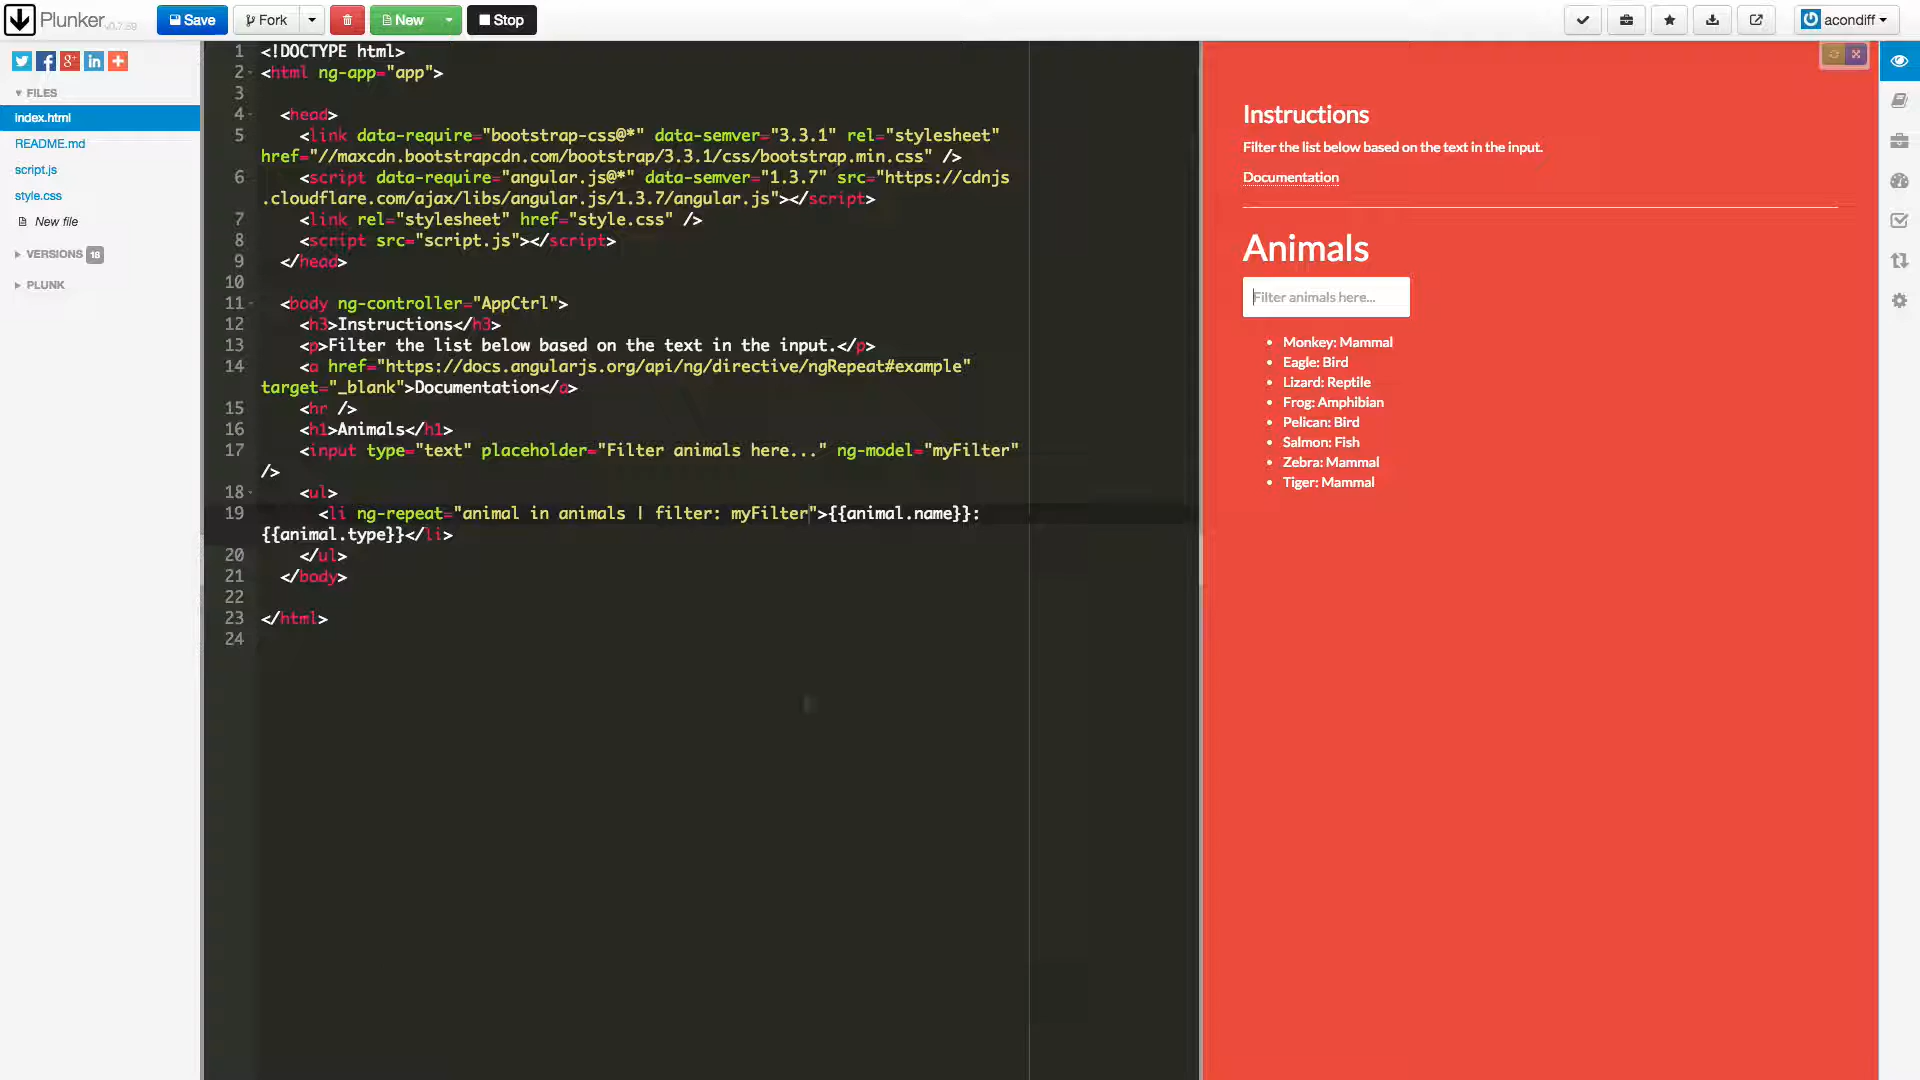 Plunker v0.7.59
Save
Fork
New
Stop
acondiff
FILES
index.html
README.md
script.js
style.css
New file
VERSIONS 18
PLUNK
1 <!DOCTYPE html>
2 <html ng-app="app">
3
4 <head>
5 <link data-require="bootstrap-css@*" data-semver="3.3.1" rel="stylesheet"
href="//maxcdn.bootstrapcdn.com/bootstrap/3.3.1/css/bootstrap.min.css" />
6 <script data-require="angular.js@*" data-semver="1.3.7" src="https://cdnjs
.cloudflare.com/ajax/libs/angular.js/1.3.7/angular.js"></script>
7 <link rel="stylesheet" href="style.css" />
8 <script src="script.js"></script>
9 </head>
10
11 <body ng-controller="AppCtrl">
12 <h3>Instructions</h3>
13 <p>Filter the list below based on the text in the input.</p>
14 <a href="https://docs.angularjs.org/api/ng/directive/ngRepeat#example"
target="_blank">Documentation</a>
15 <hr />
16 <h1>Animals</h1>
17 <input type="text" placeholder="Filter animals here..." ng-model="myFilter"
/>
18 <ul>
19 <li ng-repeat="animal in animals | filter: myFilter">{{animal.name}}:
{{animal.type}}</li>
20 </ul>
21 </body>
22
23 </html>
24
Instructions
Filter the list below based on the text in the input.
Documentation
Animals
Filter animals here...
• Monkey: Mammal
• Eagle: Bird
• Lizard: Reptile
• Frog: Amphibian
• Pelican: Bird
• Salmon: Fish
• Zebra: Mammal
• Tiger: Mammal